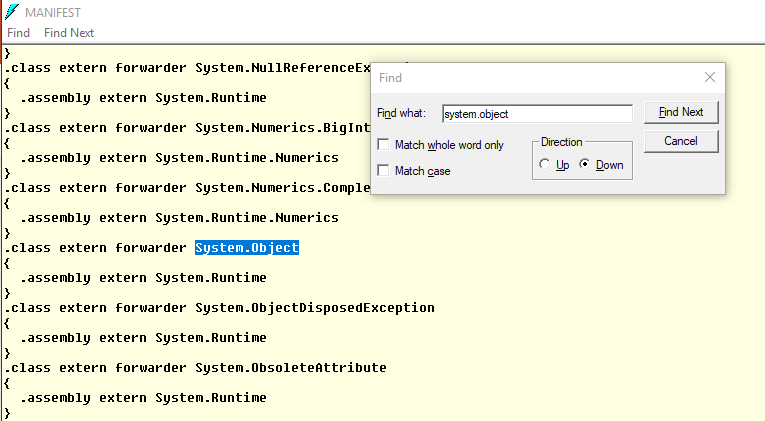 MANIFEST
Find Find Next
}
.class extern forwarder System.NullReferenceEx
{
  .assembly extern System.Runtime
}
.class extern forwarder System.Numerics.BigInt
{
  .assembly extern System.Runtime.Numerics
}
.class extern forwarder System.Numerics.Comple
{
  .assembly extern System.Runtime.Numerics
}
.class extern forwarder System.Object
{
  .assembly extern System.Runtime
}
.class extern forwarder System.ObjectDisposedException
{
  .assembly extern System.Runtime
}
.class extern forwarder System.ObsoleteAttribute
{
  .assembly extern System.Runtime
}
Find
Find what: system.object Find Next
Cancel
Match whole word only
Match case
Direction
Up Down